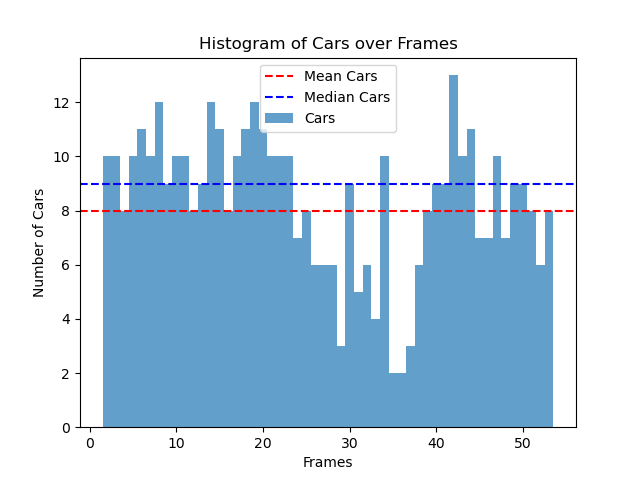 Histogram of Cars over Frames
Mean Cars
Median Cars
Cars
Number of Cars
12
10
8
6
4
2
0
0 10 20 30 40 50
Frames